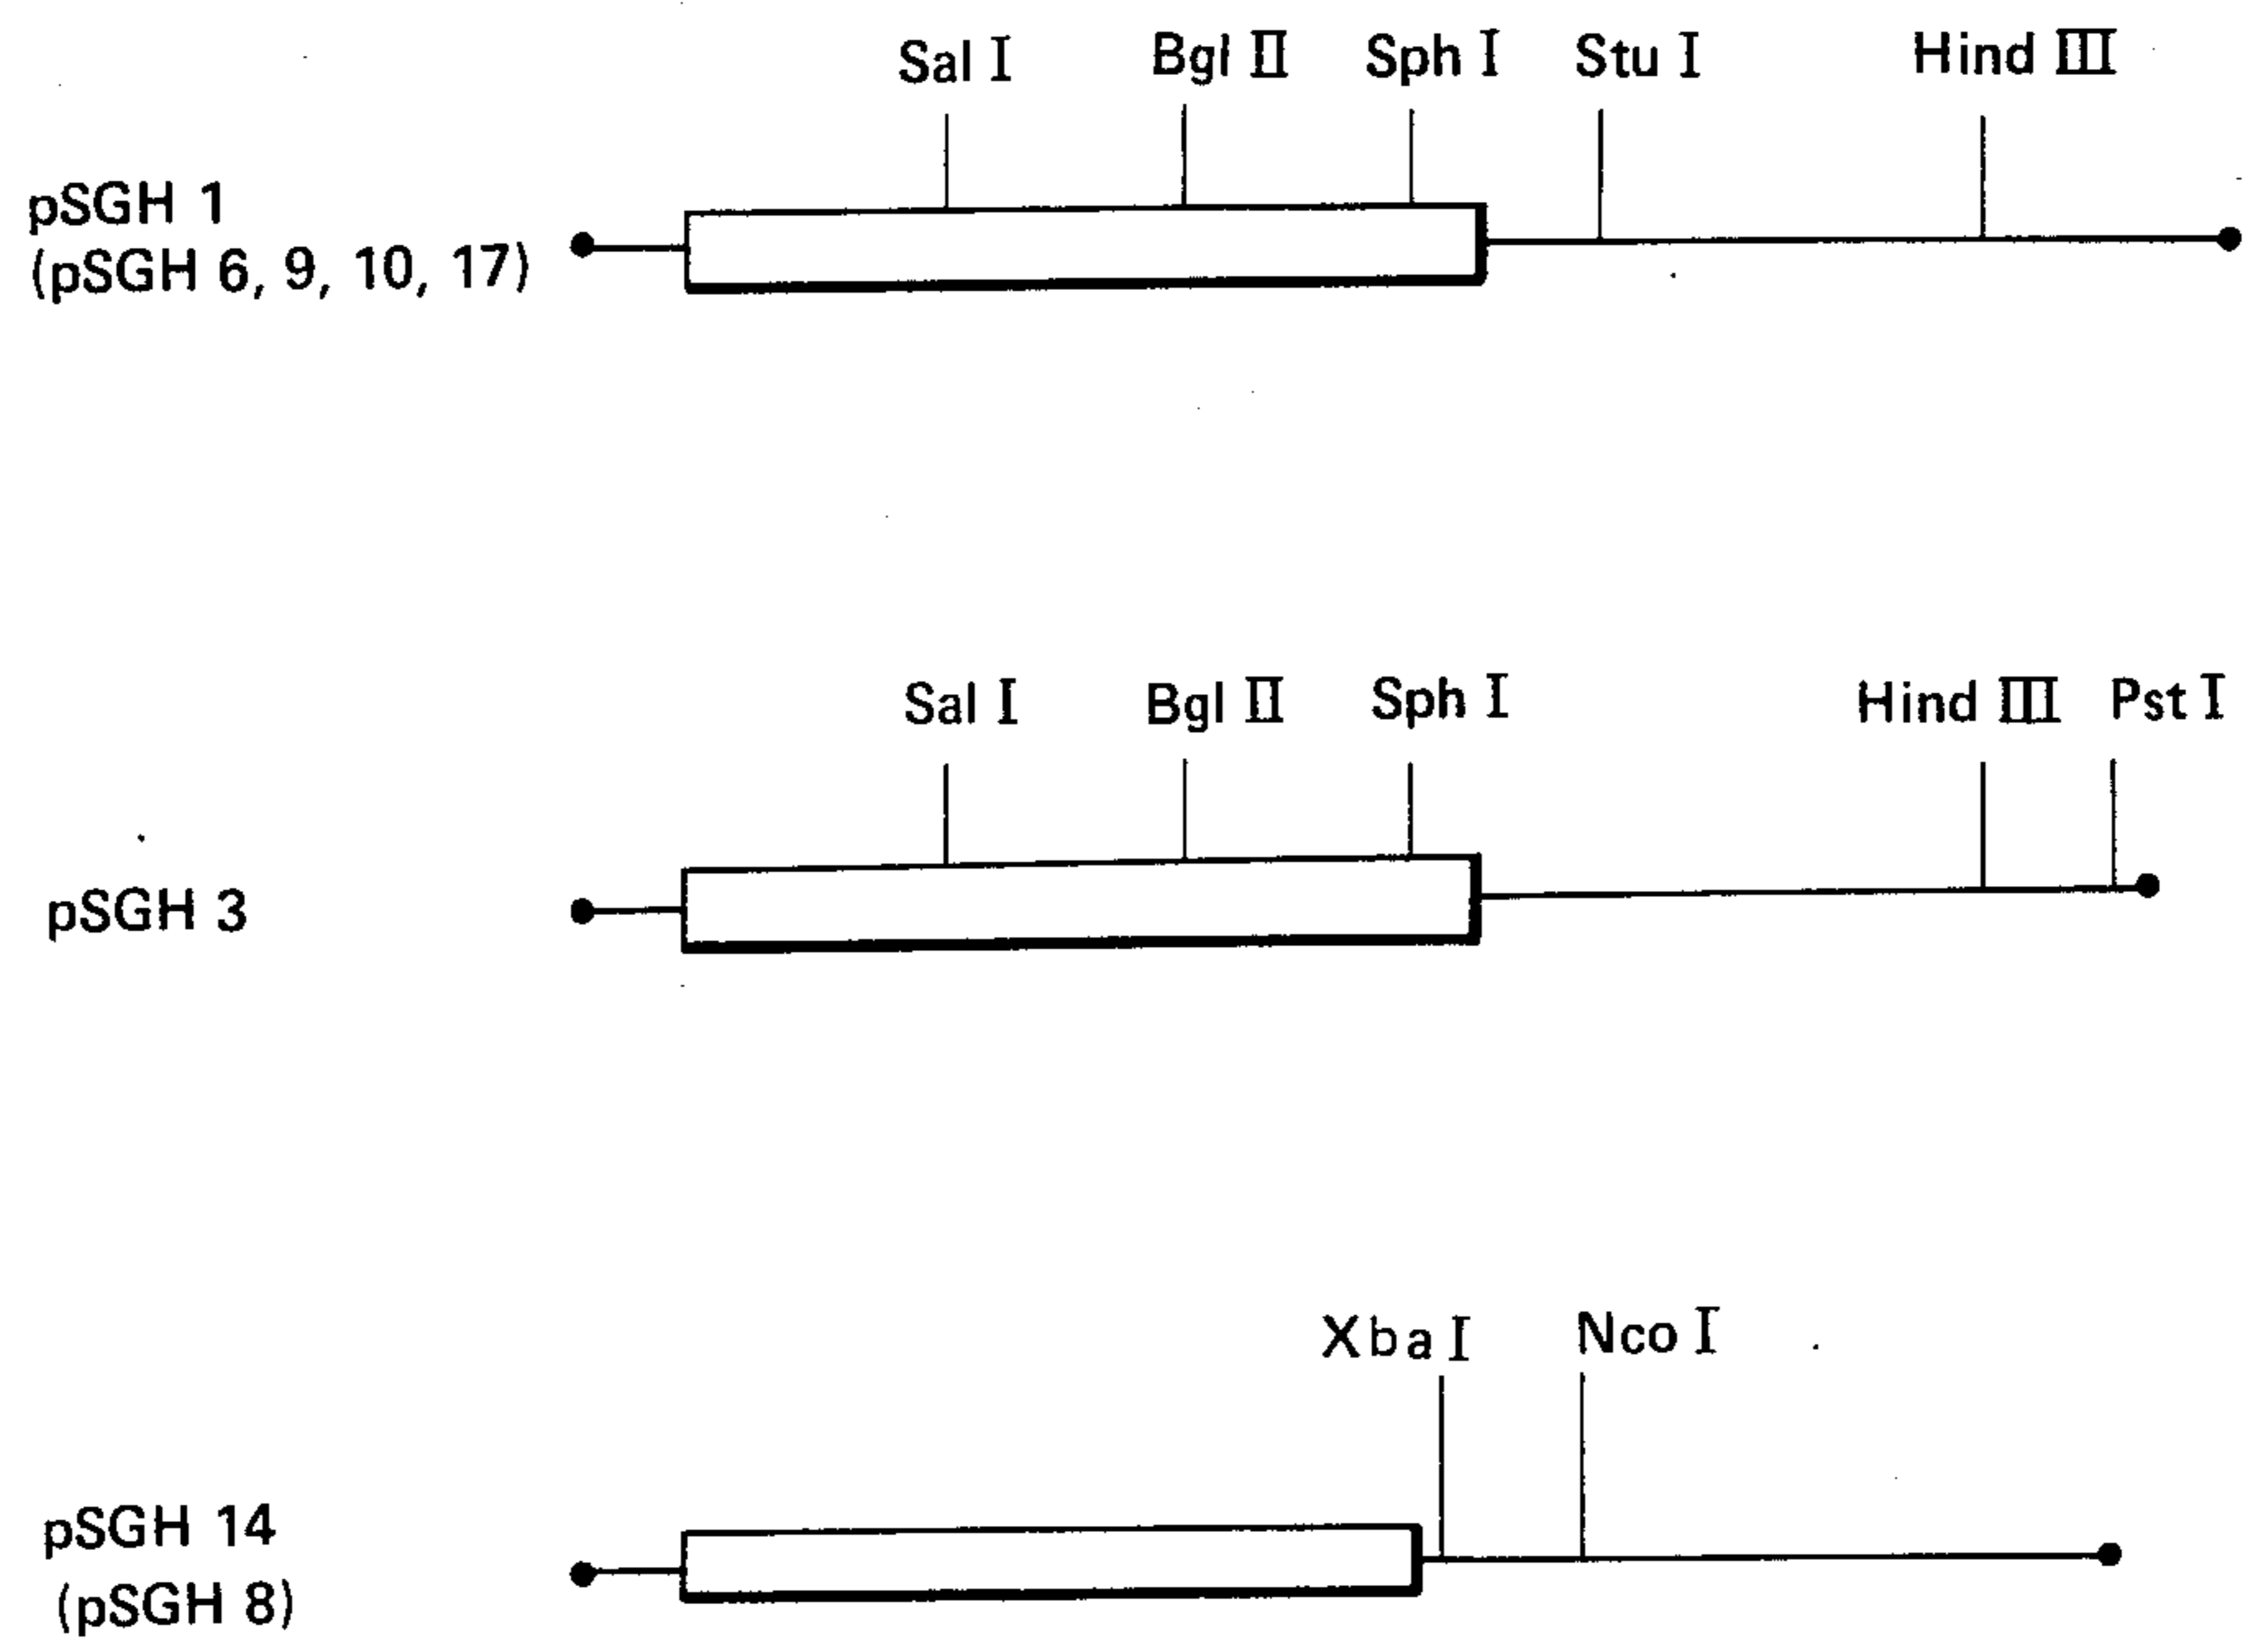 Sal I Bgl II Sph I Stu I Hind III
pSGH 1
(pSGH 6, 9, 10, 17)
Sal I Bgl II Sph I Hind III Pst I
pSGH 3
Xba I Nco I
pSGH 14
(pSGH 8)